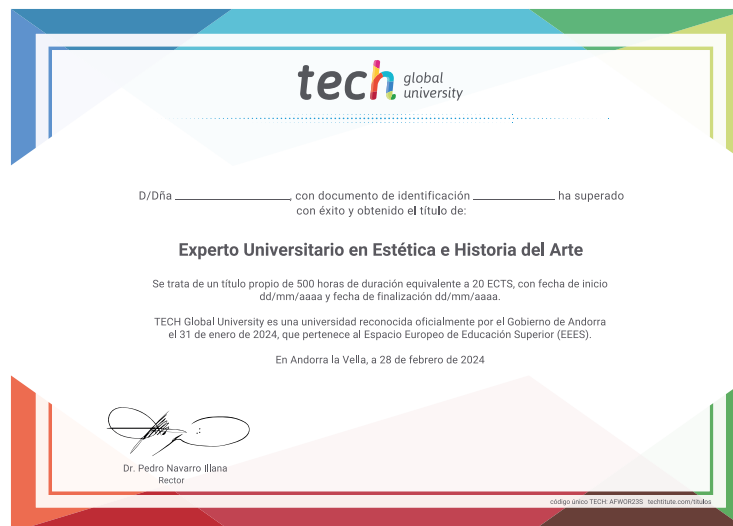 tech global
university
D/Dña ____________________, con documento de identificación ______________ ha superado
con éxito y obtenido el título de:
Experto Universitario en Estética e Historia del Arte
Se trata de un título propio de 500 horas de duración equivalente a 20 ECTS, con fecha de inicio
dd/mm/aaaa y fecha de finalización dd/mm/aaaa.
TECH Global University es una universidad reconocida oficialmente por el Gobierno de Andorra
el 31 de enero de 2024, que pertenece al Espacio Europeo de Educación Superior (EEES).
En Andorra la Vella, a 28 de febrero de 2024
Dr. Pedro Navarro Illana
Rector
código único TECH: AFWOR23S techtitute.com/titulos